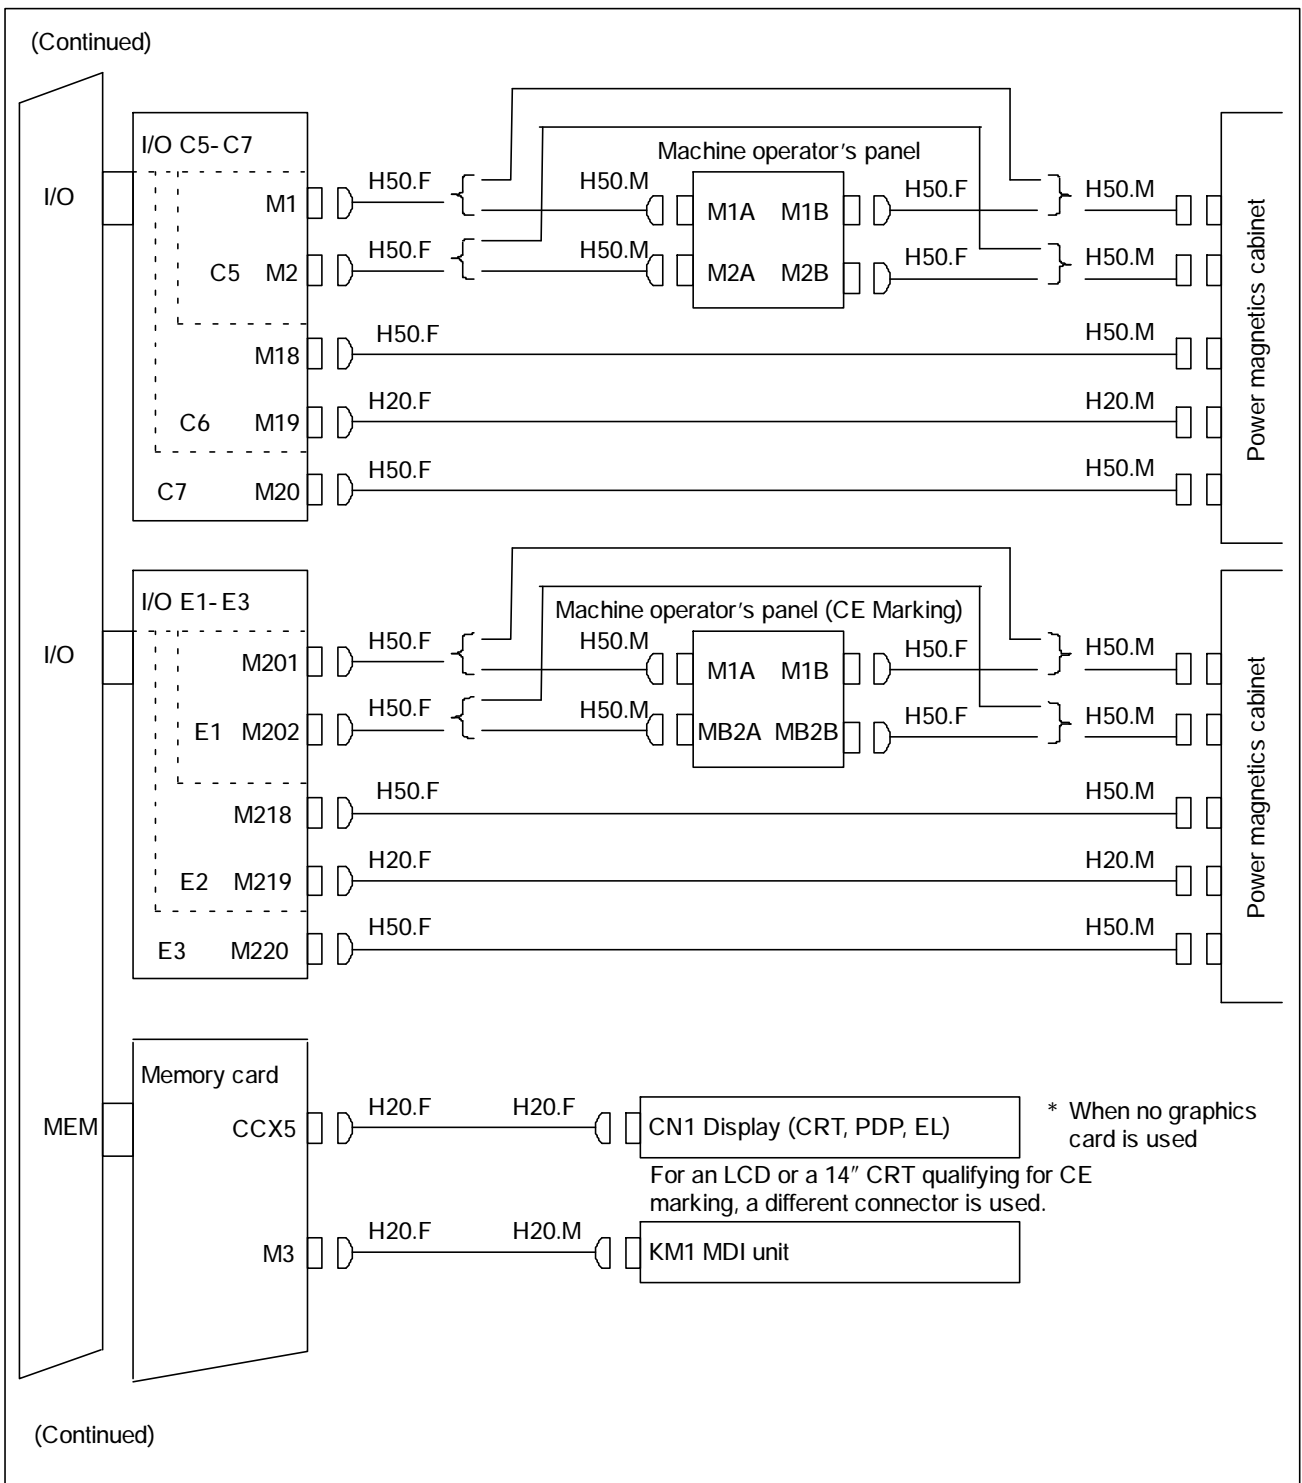 (Continued)
I/O C5-C7
Machine operator's panel
I/O
M1
H50.F
H50.M
M1A M1B
H50.F
H50.M
C5 M2
H50.F
H50.M
M2A M2B
H50.F
H50.M
M18
H50.F
H50.M
C6 M19
H20.F
H20.M
C7 M20
H50.F
H50.M
Power magnetics cabinet
I/O E1-E3
Machine operator's panel (CE Marking)
I/O
M201
H50.F
H50.M
M1A M1B
H50.F
H50.M
E1 M202
H50.F
H50.M
MB2A MB2B
H50.F
H50.M
M218
H50.F
H50.M
E2 M219
H20.F
H20.M
E3 M220
H50.F
H50.M
Power magnetics cabinet
Memory card
MEM
CCX5
H20.F
H20.F
CN1 Display (CRT, PDP, EL)
* When no graphics
card is used
For an LCD or a 14″ CRT qualifying for CE
marking, a different connector is used.
M3
H20.F
H20.M
KM1 MDI unit
(Continued)